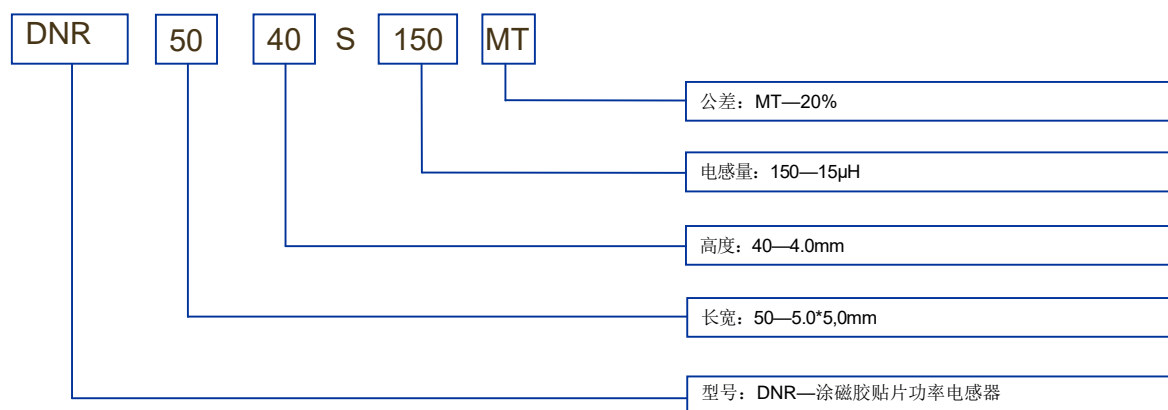 DNR 50 40 S 150 MT
公差：MT—20%
电感量：150—15µH
高度：40—4.0mm
长宽：50—5.0*5,0mm
型号：DNR—涂磁胶贴片功率电感器